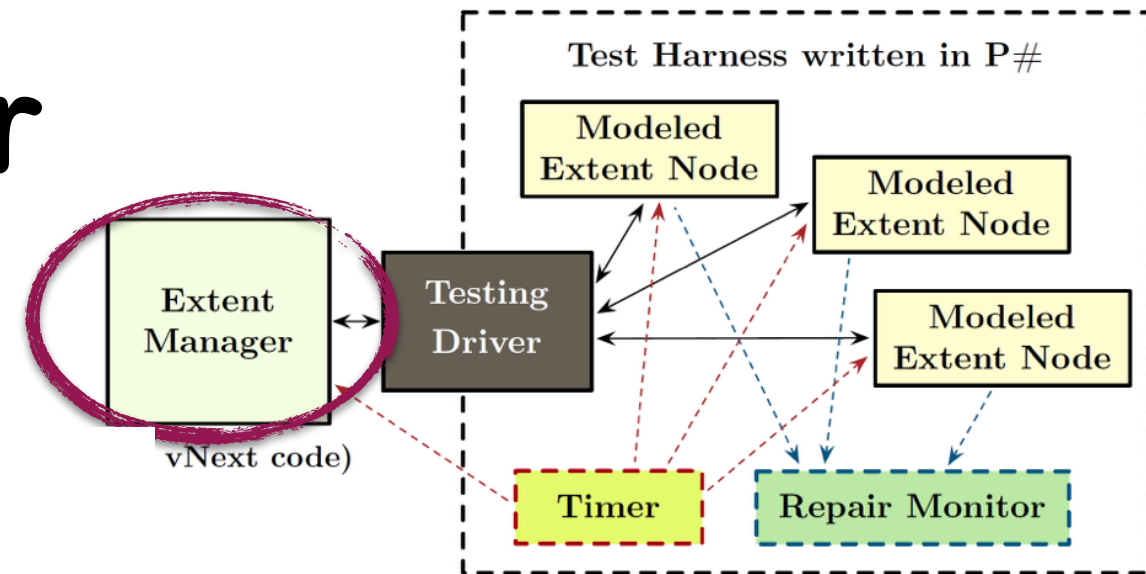 r
Test Harness written in P#
Modeled
Extent Node
Modeled
Extent Node
Extent
Manager
Testing
Driver
Modeled
Extent Node
vNext code)
Timer
Repair Monitor